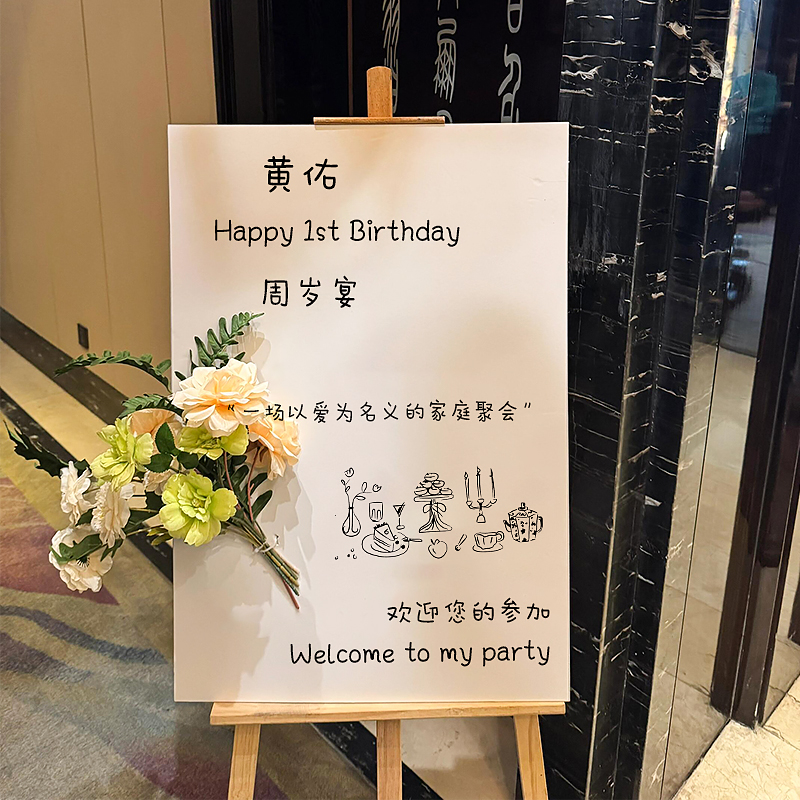 黄佑
Happy 1st Birthday
周岁宴
“一场以爱为名义的家庭聚会”
欢迎您的参加
Welcome to my party